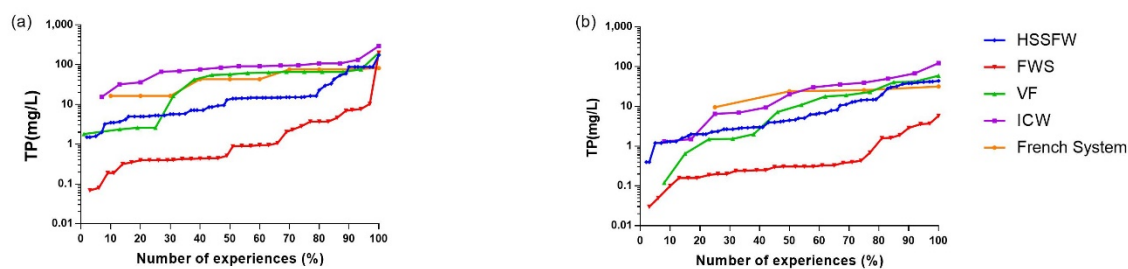 (a)
TP(mg/L)
1,000
100
10
1
0.1
0.01
0 10 20 30 40 50 60 70 80 90 100
Number of experiences (%)
(b)
TP(mg/L)
1,000
100
10
1
0.1
0.01
0 10 20 30 40 50 60 70 80 90 100
Number of experiences (%)
HSSFW
FWS
VF
ICW
French System